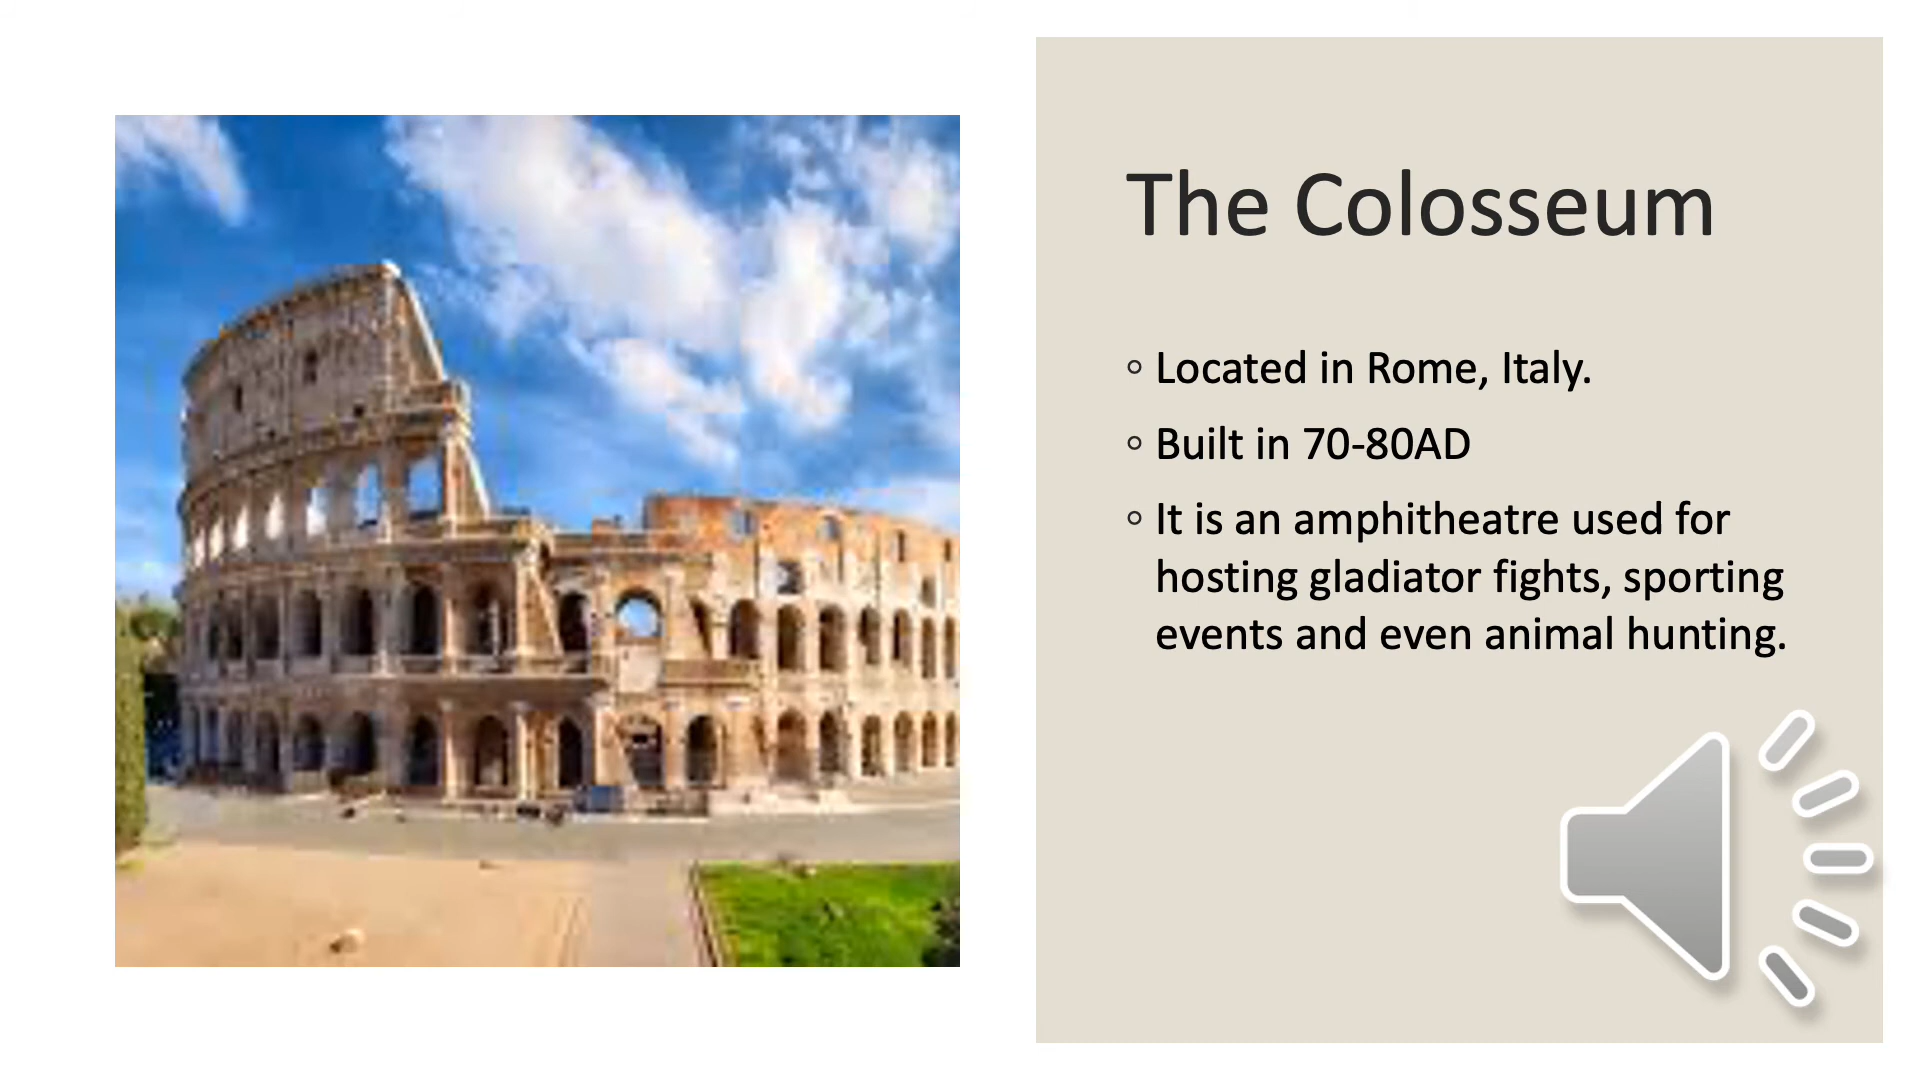 The Colosseum
◦ Located in Rome, Italy.
◦ Built in 70-80AD
◦ It is an amphitheatre used for
hosting gladiator fights, sporting
events and even animal hunting.